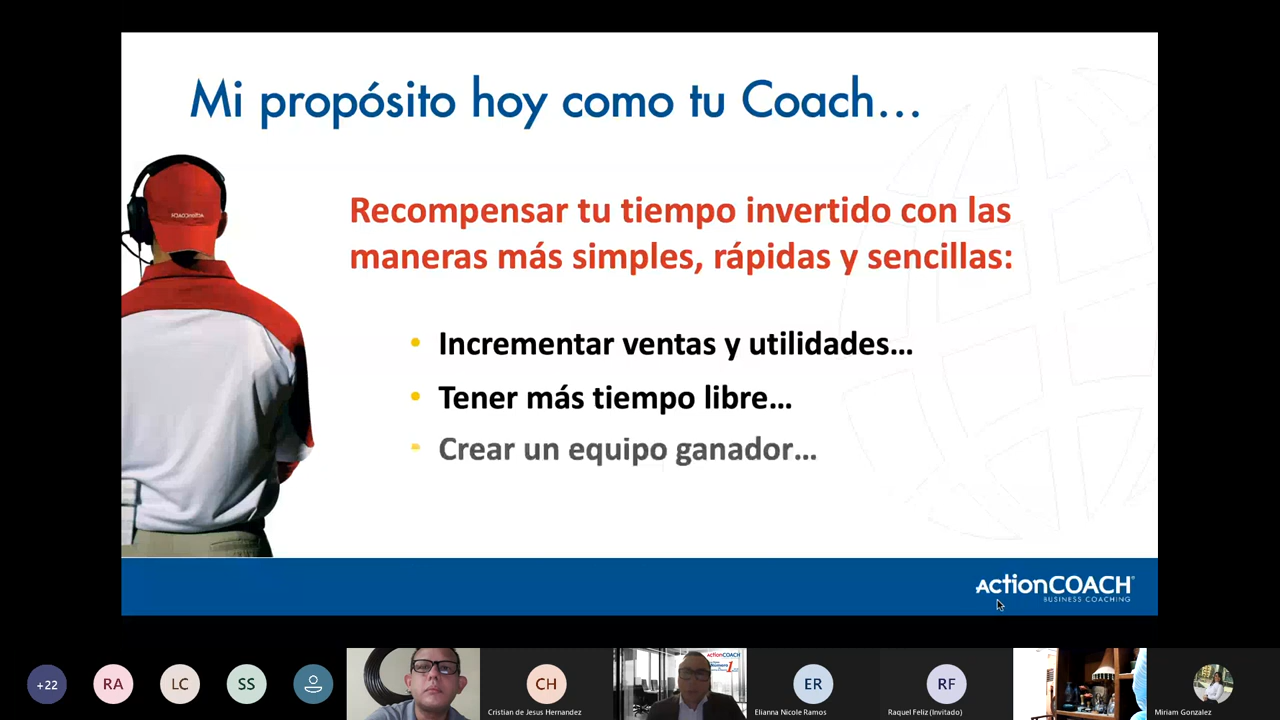 Mi propósito hoy como tu Coach...
Recompensar tu tiempo invertido con las
maneras más simples, rápidas y sencillas:
• Incrementar ventas y utilidades...
• Tener más tiempo libre...
• Crear un equipo ganador...
ActionCOACH
BUSINESS COACHING
+22
RA
LC
SS
CH
Cristian de Jesus Hernandez
ActionCOACH
1
ER
Elianna Nicole Ramos
RF
Raquel Feliz (Invitado)
Miriam Gonzalez